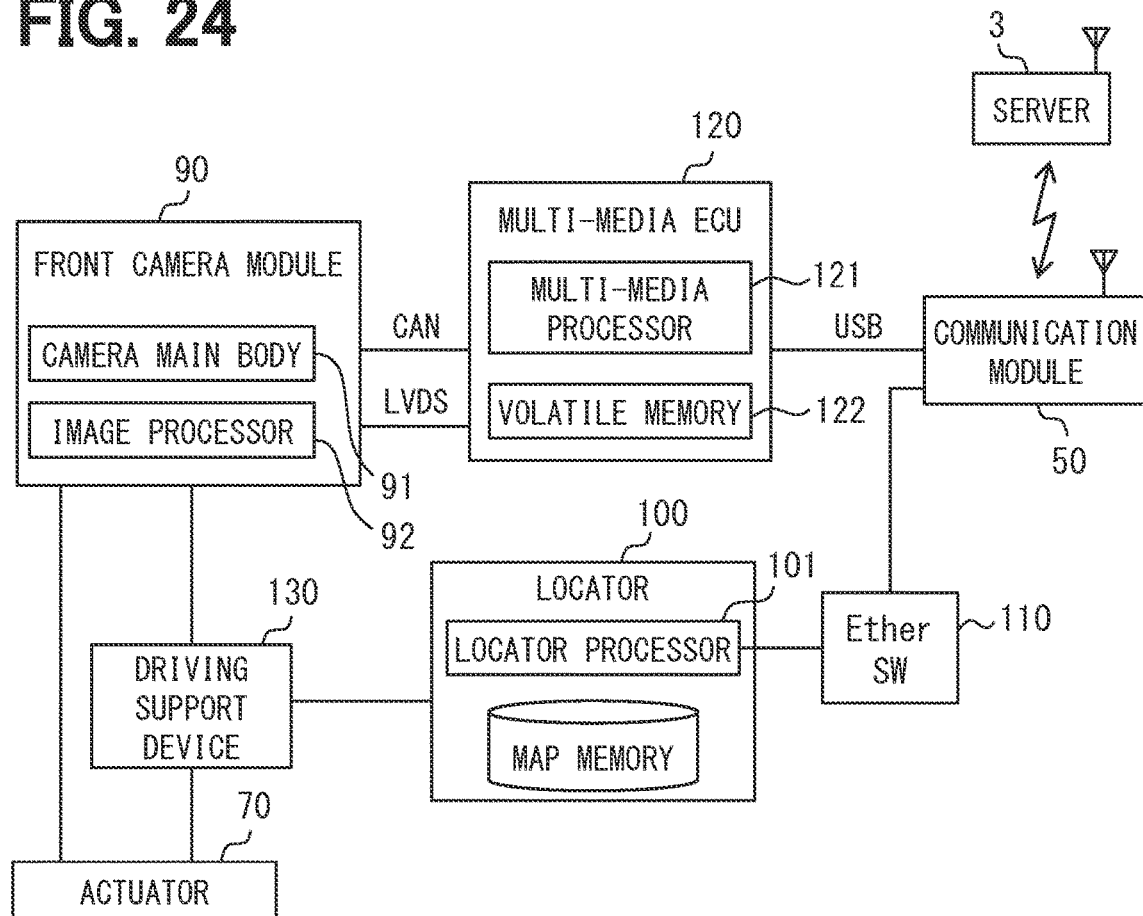 FIG. 24
3
SERVER
120
90
MULTI-MEDIA ECU
FRONT CAMERA MODULE
MULTI-MEDIA
PROCESSOR
121
CAN
USB
COMMUNICATION
MODULE
CAMERA MAIN BODY
LVDS
VOLATILE MEMORY
122
IMAGE PROCESSOR
50
91
92
100
LOCATOR
101
130
LOCATOR PROCESSOR
Ether
SW
110
DRIVING
SUPPORT
DEVICE
MAP MEMORY
70
ACTUATOR